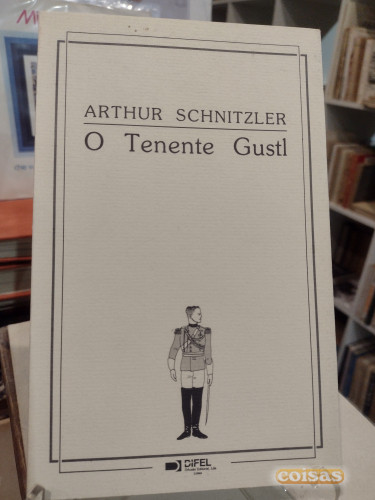 ARTHUR SCHNITZLER
O Tenente Gustl
DIFEL
coisas